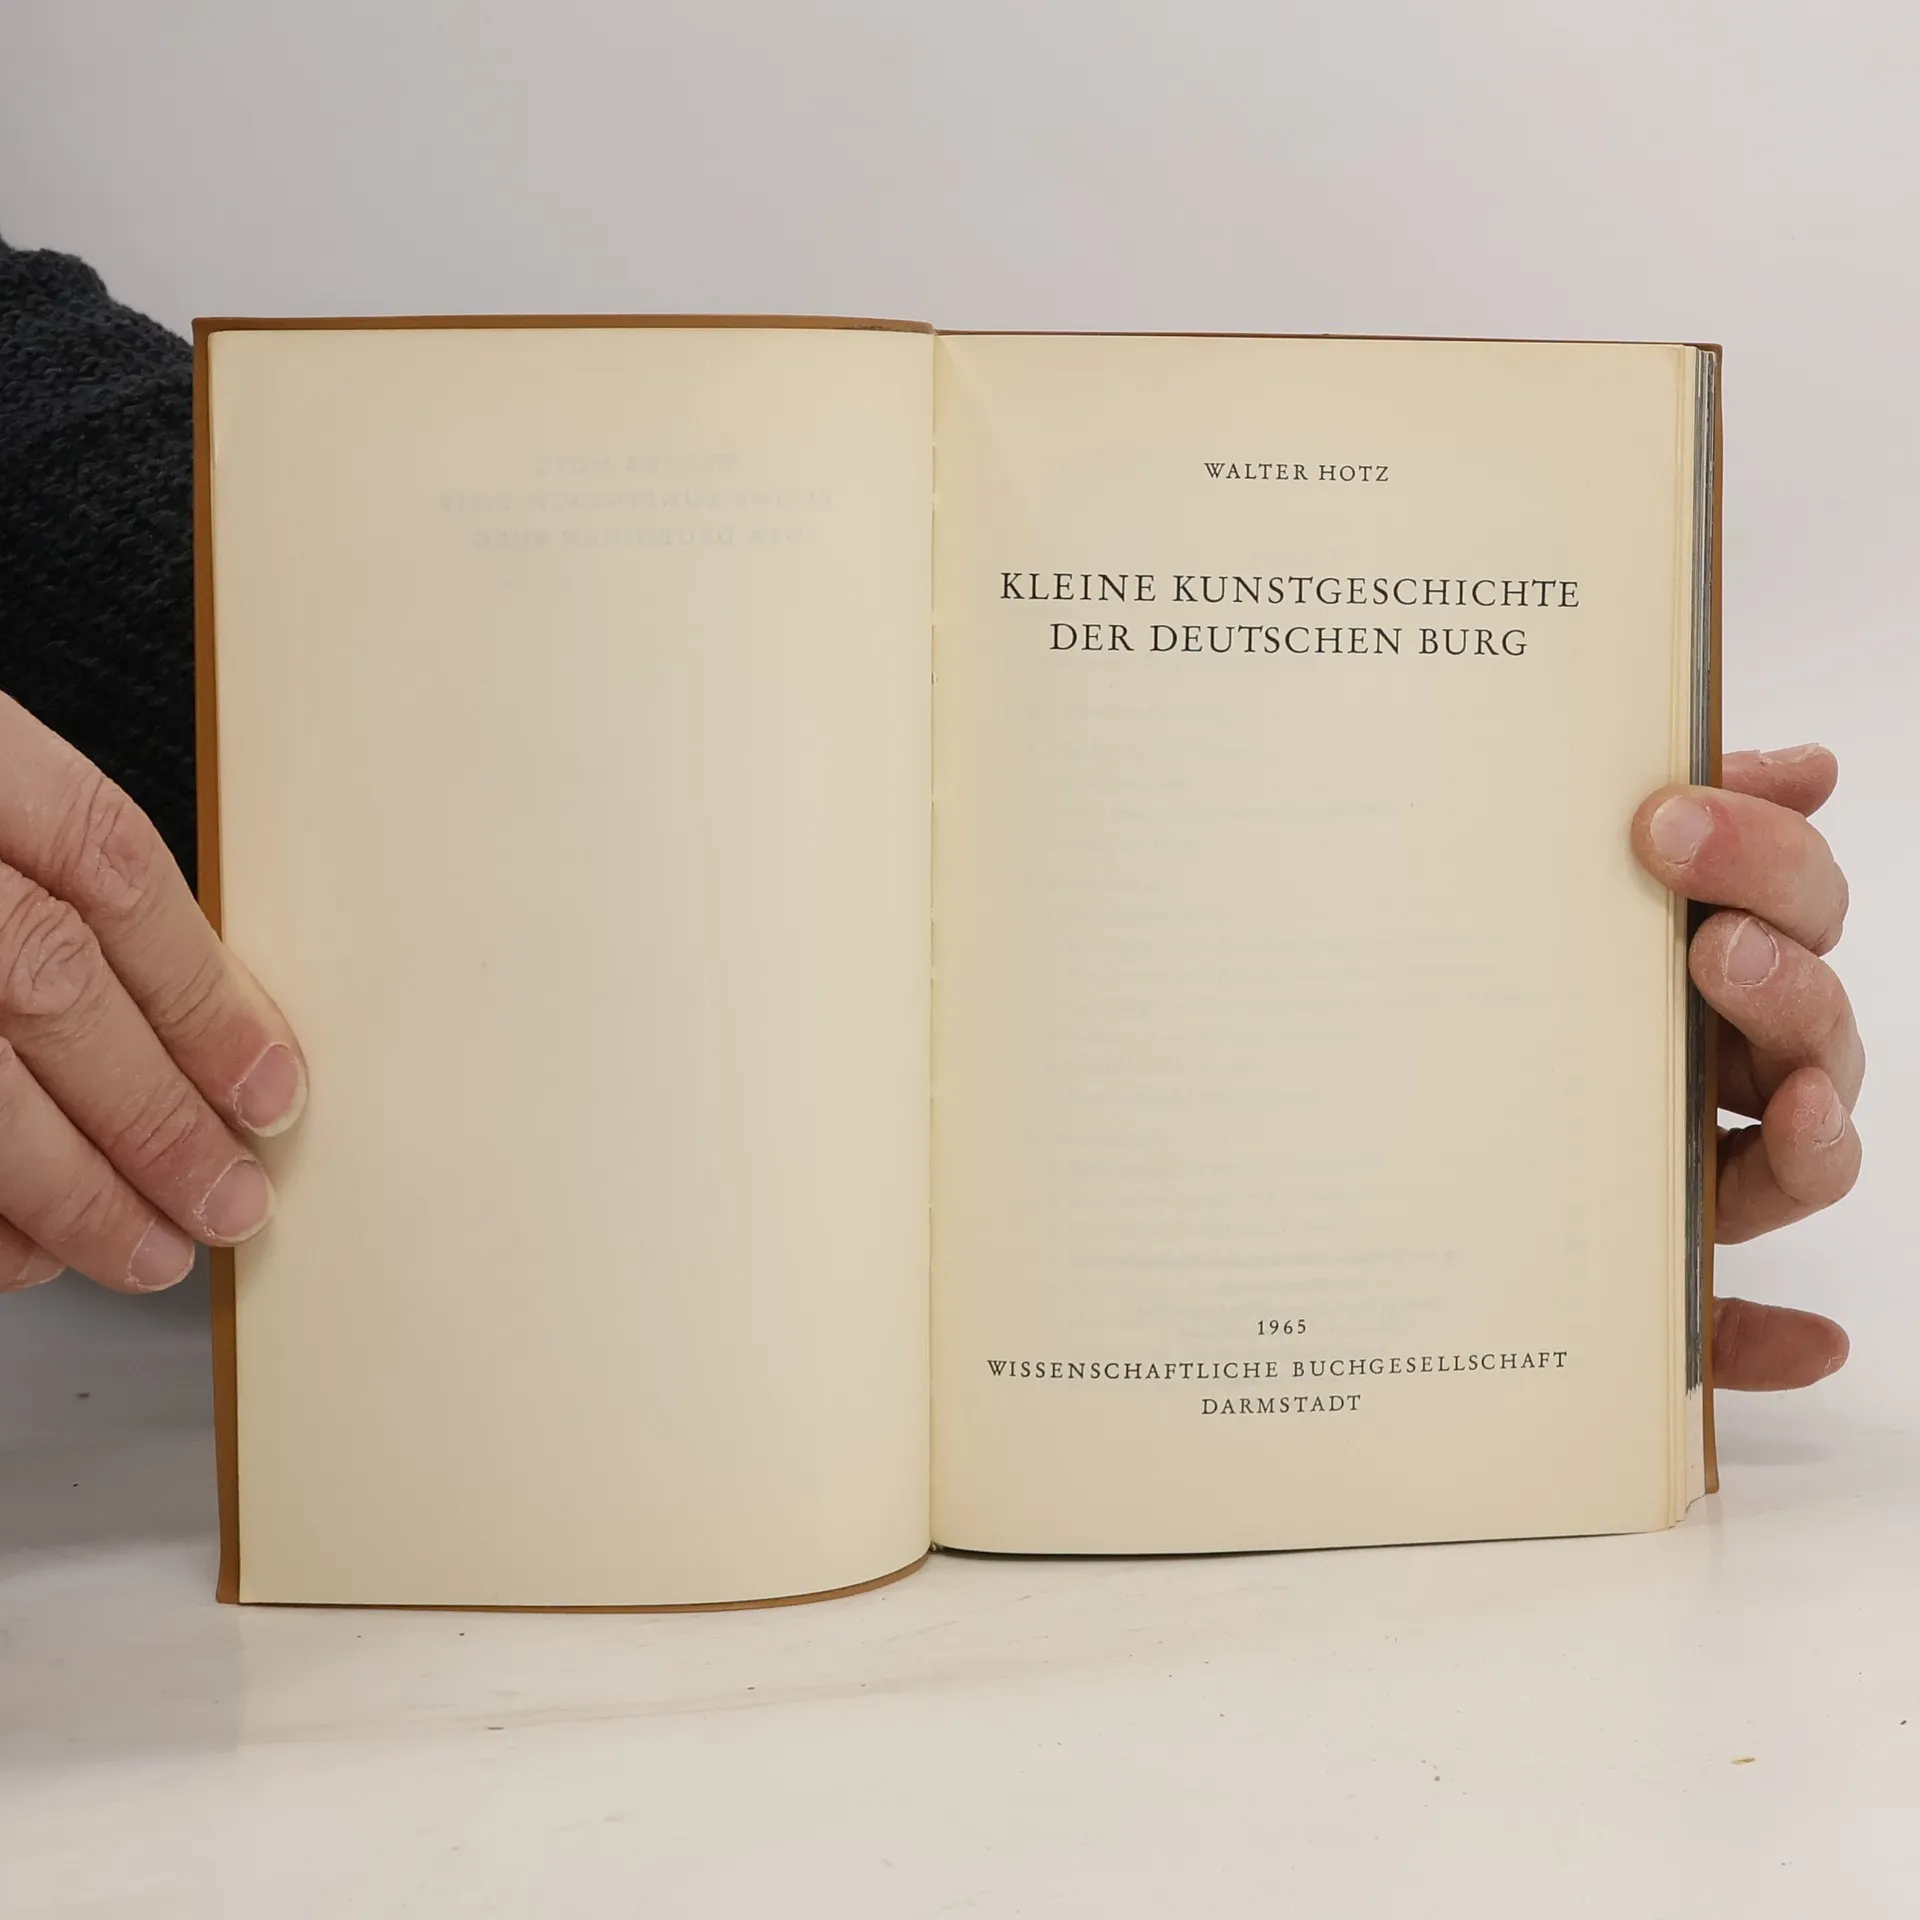 WALTER HOTZ
KLEINE KUNSTGESCHICHTE
DER DEUTSCHEN BURG
1965
WISSENSCHAFTLICHE BUCHGESELLSCHAFT
DARMSTADT